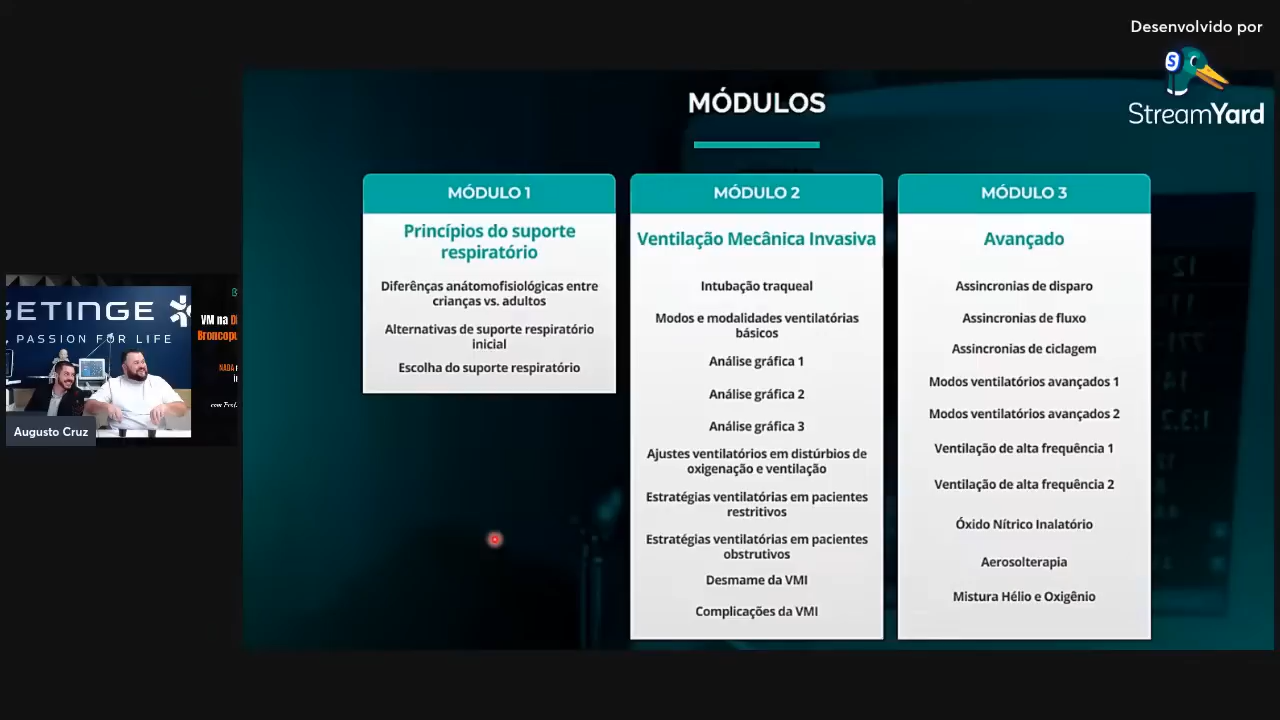 Desenvolvido por
StreamYard
MÓDULOS
MÓDULO 1
Princípios do suporte
respiratório
Diferênças anátomofisiológicas entre
crianças vs. adultos
Alternativas de suporte respiratório
inicial
Escolha do suporte respiratório
MÓDULO 2
Ventilação Mecânica Invasiva
Intubação traqueal
Modos e modalidades ventilatórias
básicos
Análise gráfica 1
Análise gráfica 2
Análise gráfica 3
Ajustes ventilatórios em distúrbios de
oxigenação e ventilação
Estratégias ventilatórias em pacientes
restritivos
Estratégias ventilatórias em pacientes
obstrutivos
Desmame da VMI
Complicações da VMI
MÓDULO 3
Avançado
Assincronias de disparo
Assincronias de fluxo
Assincronias de ciclagem
Modos ventilatórios avançados 1
Modos ventilatórios avançados 2
Ventilação de alta frequência 1
Ventilação de alta frequência 2
Óxido Nítrico Inalatório
Aerosolterapia
Mistura Hélio e Oxigênio
GETINGE
PASSION FOR LIFE
VM na
Augusto Cruz